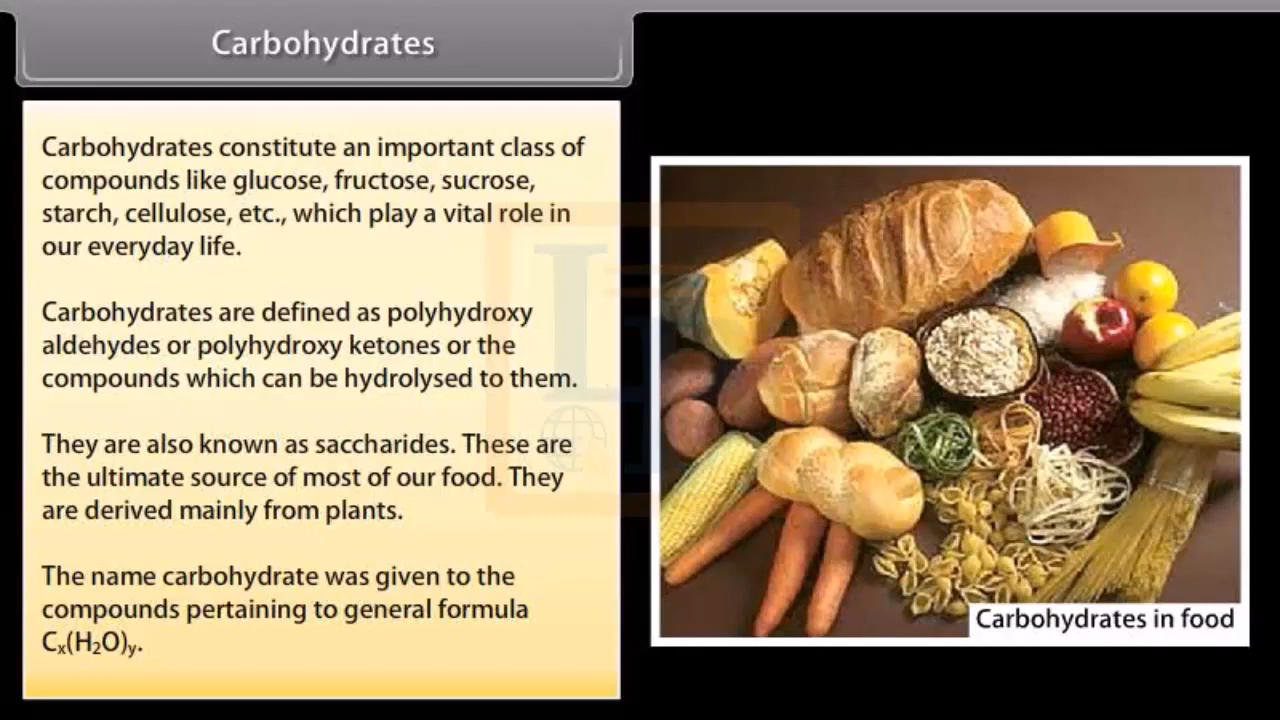 Carbohydrates
Carbohydrates constitute an important class of
compounds like glucose, fructose, sucrose,
starch, cellulose, etc., which play a vital role in
our everyday life.
Carbohydrates are defined as polyhydroxy
aldehydes or polyhydroxy ketones or the
compounds which can be hydrolysed to them.
They are also known as saccharides. These are
the ultimate source of most of our food. They
are derived mainly from plants.
The name carbohydrate was given to the
compounds pertaining to general formula
Cₓ(H₂O)ᵧ.
Carbohydrates in food